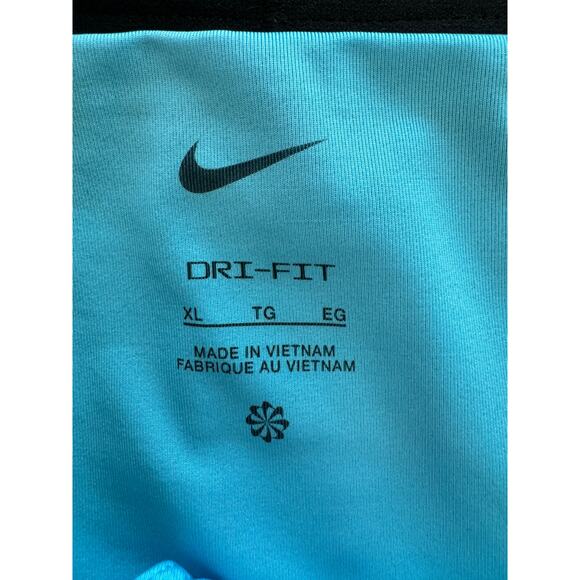 DRI-FIT
XL TG EG
MADE IN VIETNAM
FABRIQUE AU VIETNAM